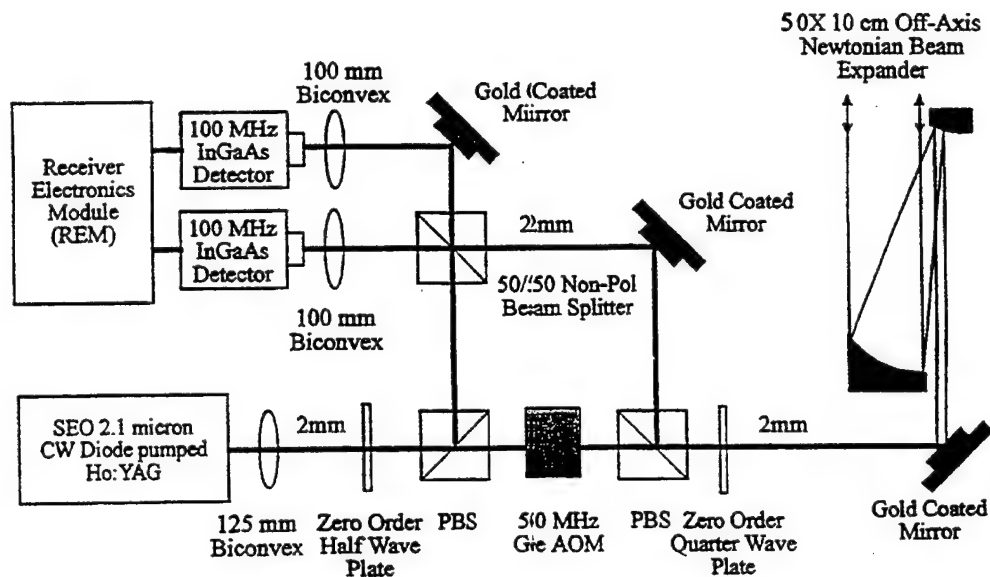 50X 10 cm Off-Axis
Newtonian Beam
Expander
100 mm
Biconvex
Gold Coated
Mirror
100 MHz
InGaAs
Detector
Receiver
Electronics
Module
(REM)
Gold Coated
Mirror
100 MHz
InGaAs
Detector
2mm
50/50 Non-Pol
Beam Splitter
100 mm
Biconvex
SEO 2.1 micron
CW Diode pumped
Ho:YAG
2mm
2mm
125 mm
Biconvex
Zero Order
Half Wave
Plate
PBS
50 MHz
Ge AOM
PBS
Zero Order
Quarter Wave
Plate
Gold Coated
Mirror